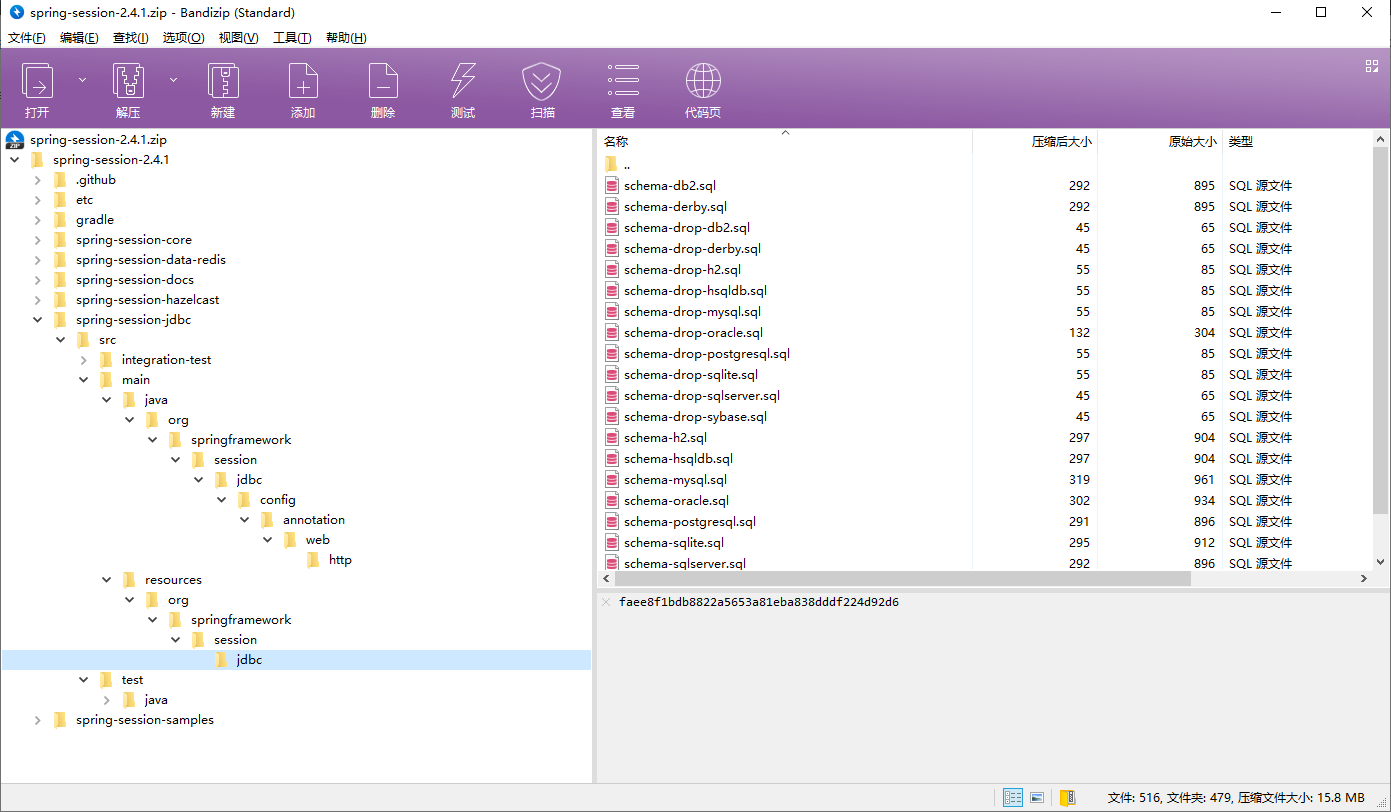 spring-session-2.4.1.zip - Bandizip (Standard)
文件(F) 编辑(E) 查找(I) 选项(O) 视图(V) 工具(T) 帮助(H)
打开 解压 新建 添加 删除 测试 扫描 查看 代码页
spring-session-2.4.1.zip
spring-session-2.4.1
.github
etc
gradle
spring-session-core
spring-session-data-redis
spring-session-docs
spring-session-hazelcast
spring-session-jdbc
src
integration-test
main
java
org
springframework
session
jdbc
config
annotation
web
http
resources
org
springframework
session
jdbc
test
java
spring-session-samples
名称 压缩后大小 原始大小 类型
..
schema-db2.sql 292 895 SQL 源文件
schema-derby.sql 292 895 SQL 源文件
schema-drop-db2.sql 45 65 SQL 源文件
schema-drop-derby.sql 45 65 SQL 源文件
schema-drop-h2.sql 55 85 SQL 源文件
schema-drop-hsqldb.sql 55 85 SQL 源文件
schema-drop-mysql.sql 55 85 SQL 源文件
schema-drop-oracle.sql 132 304 SQL 源文件
schema-drop-postgresql.sql 55 85 SQL 源文件
schema-drop-sqlite.sql 55 85 SQL 源文件
schema-drop-sqlserver.sql 45 65 SQL 源文件
schema-drop-sybase.sql 45 65 SQL 源文件
schema-h2.sql 297 904 SQL 源文件
schema-hsqldb.sql 297 904 SQL 源文件
schema-mysql.sql 319 961 SQL 源文件
schema-oracle.sql 302 934 SQL 源文件
schema-postgresql.sql 291 896 SQL 源文件
schema-sqlite.sql 295 912 SQL 源文件
schema-sqlserver.sql 292 896 SQL 源文件
faee8f1bdb8822a5653a81eba838dddf224d92d6
文件: 516, 文件夹: 479, 压缩文件大小: 15.8 MB